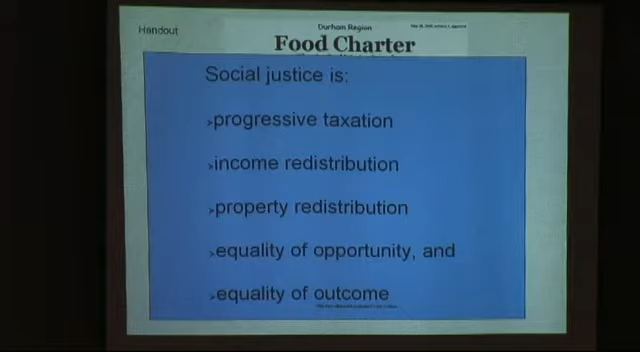 Handout
Durham Region
Food Charter
Social justice is:
➢progressive taxation
➢income redistribution
➢property redistribution
➢equality of opportunity, and
➢equality of outcome